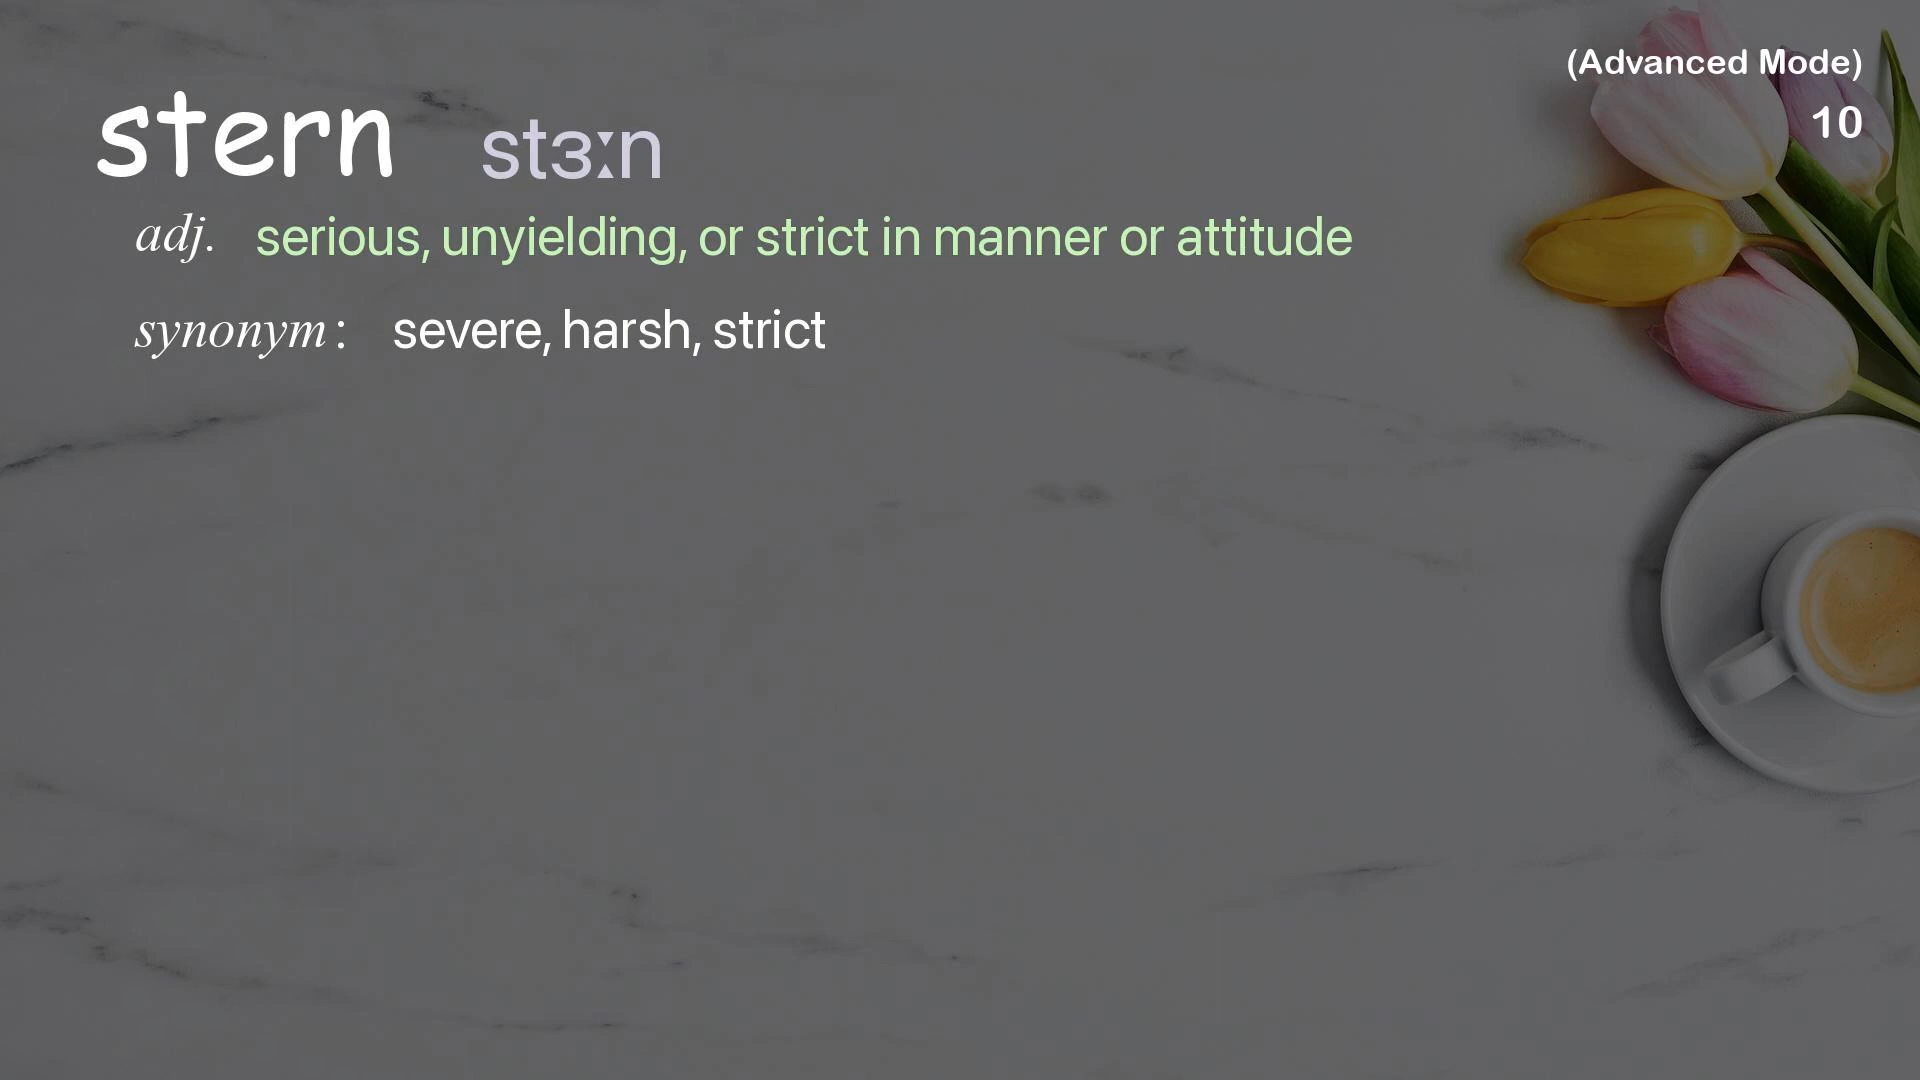 (Advanced Mode)
10
stern stɜːn
adj. serious, unyielding, or strict in manner or attitude
synonym : severe, harsh, strict